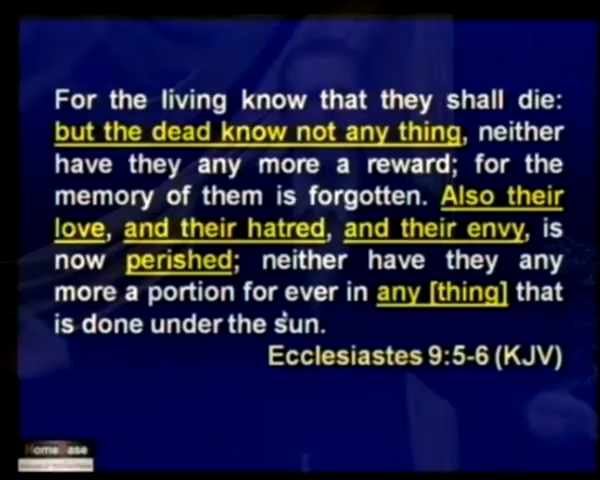 For the living know that they shall die:
but the dead know not any thing, neither
have they any more a reward; for the
memory of them is forgotten. Also their
love, and their hatred, and their envy, is
now perished; neither have they any
more a portion for ever in any [thing] that
is done under the sun.
Ecclesiastes 9:5-6 (KJV)